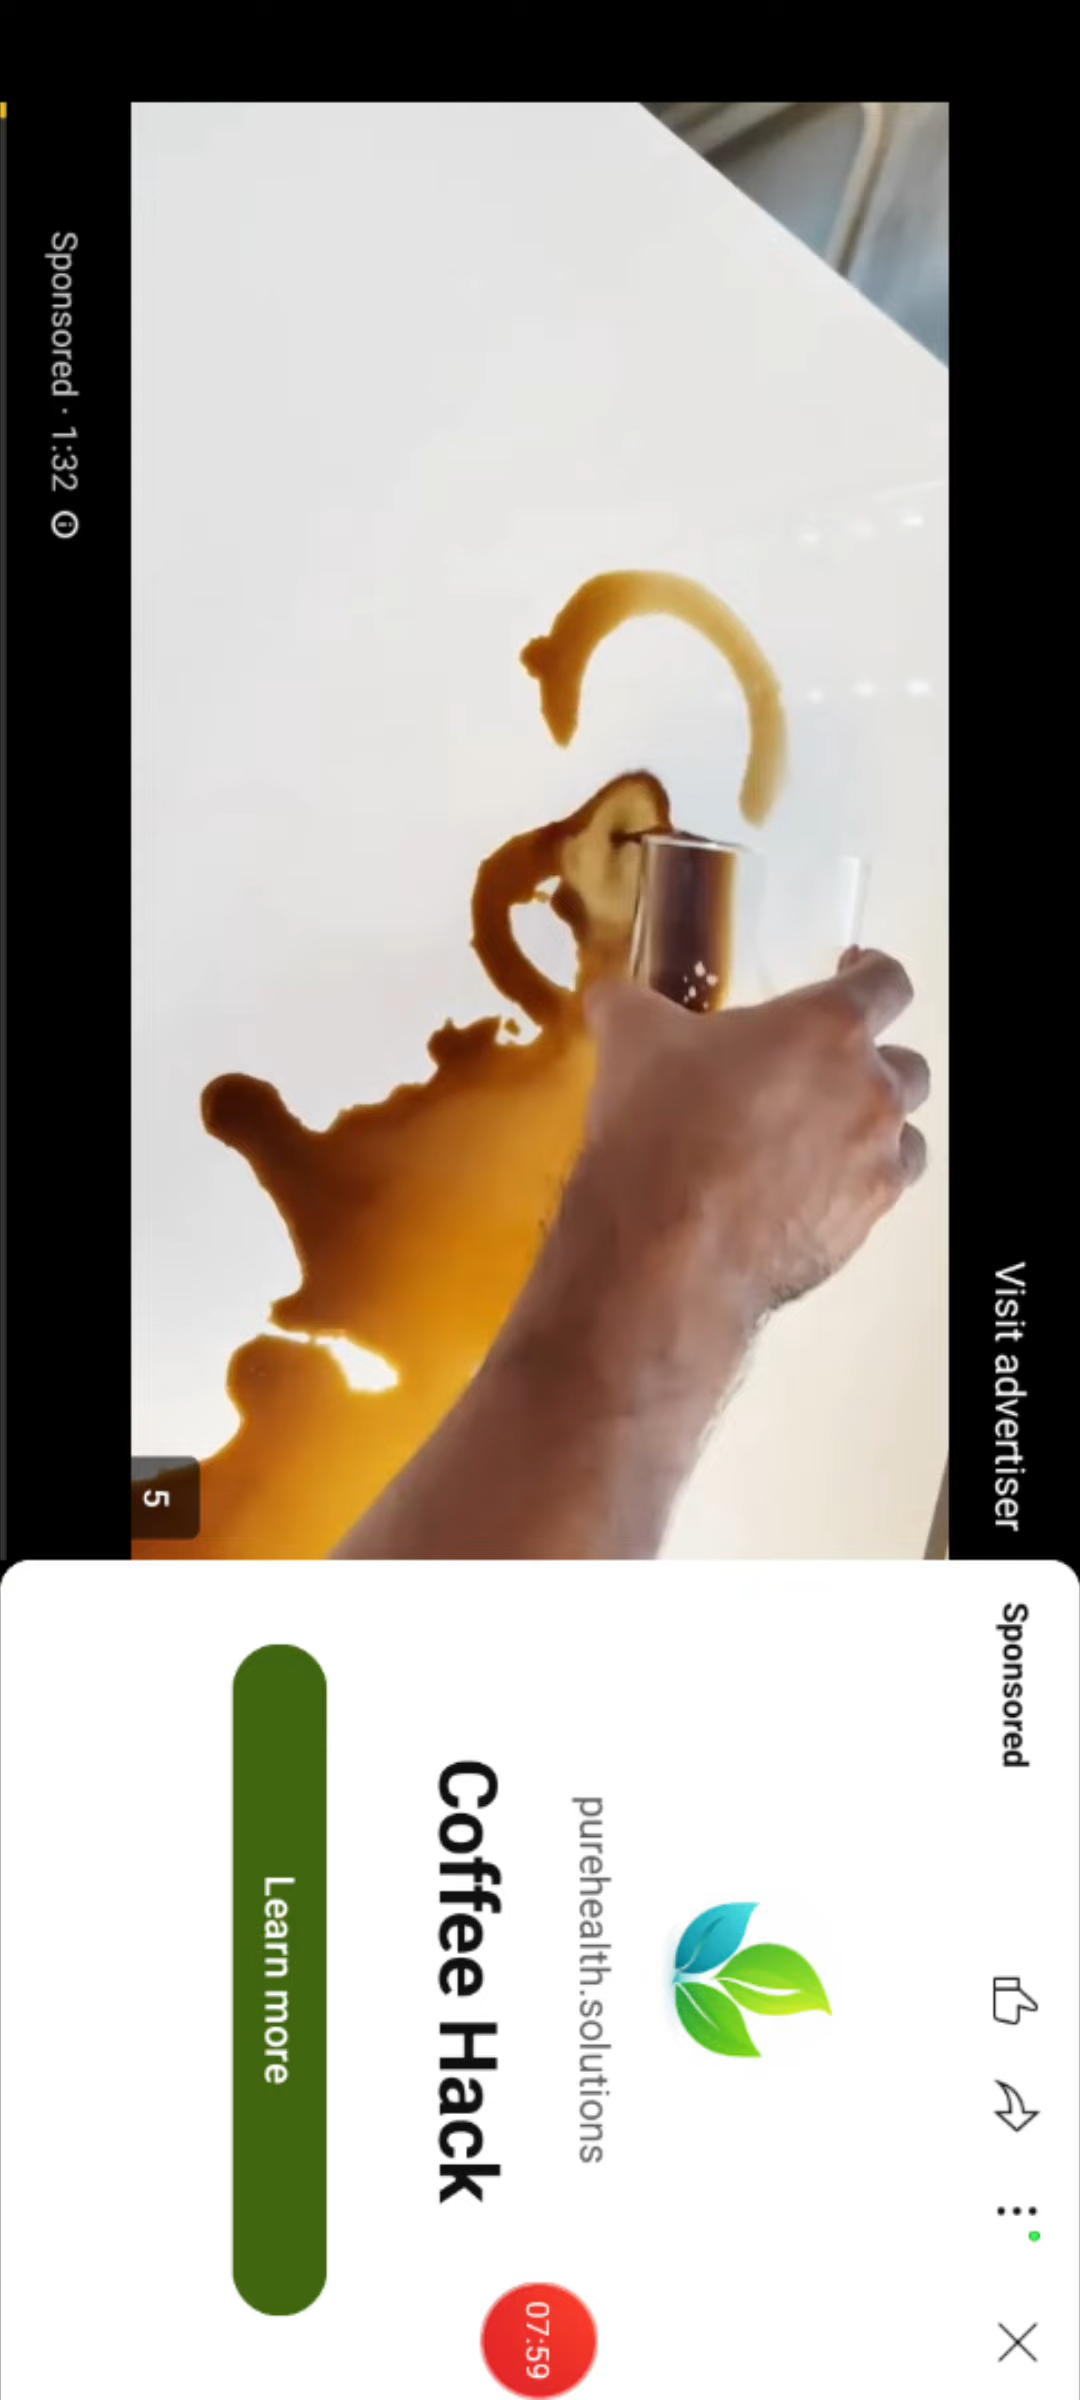 Visit advertiser
Sponsored · 1:32
5
Sponsored
purehealth.solutions
Coffee Hack
Learn more
07:59